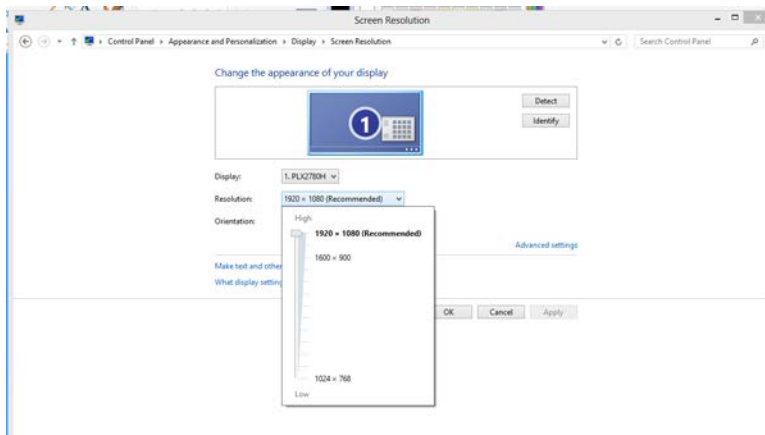 Screen Resolution
Control Panel › Appearance and Personalization › Display › Screen Resolution
Search Control Panel
Change the appearance of your display
1
Detect
Identify
Display: 1. PLX2780H
Resolution: 1920 × 1080 (Recommended)
Orientation:
High
1920 × 1080 (Recommended)
1600 × 900
Advanced settings
Make text and other
What display setting
OK Cancel Apply
1024 × 768
Low